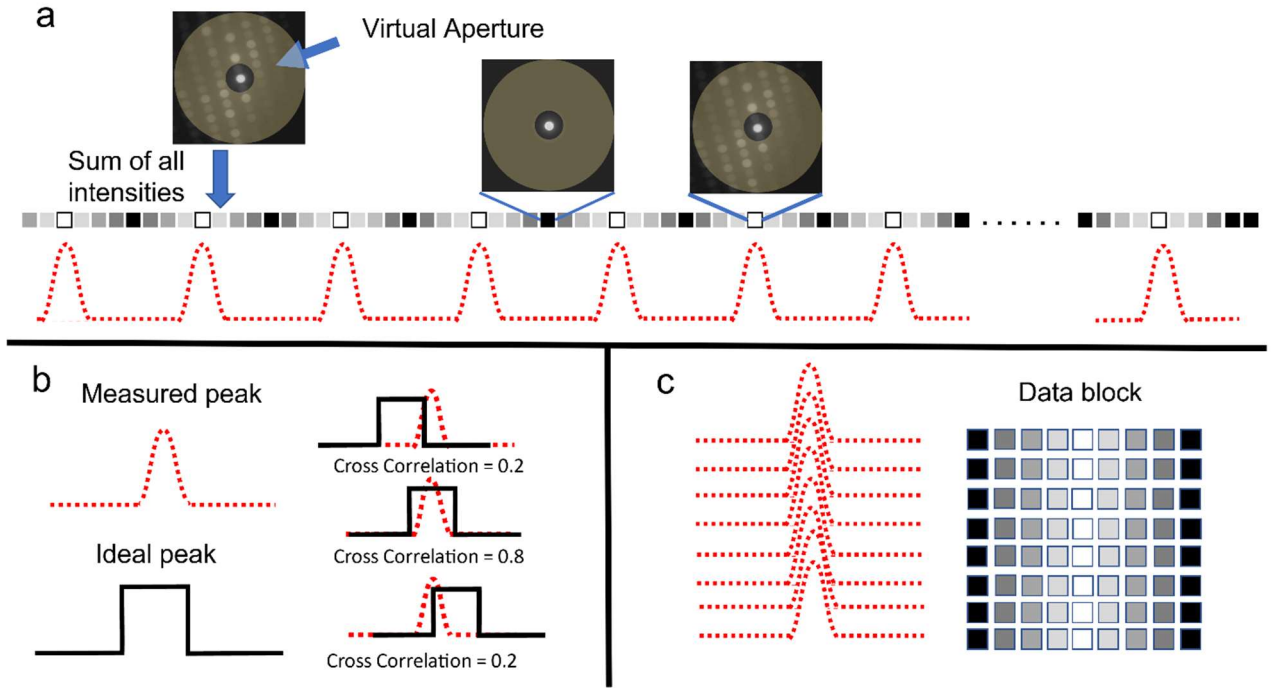 a
Virtual Aperture
Sum of all
intensities
b
Measured peak
Ideal peak
Cross Correlation = 0.2
Cross Correlation = 0.8
Cross Correlation = 0.2
c
Data block